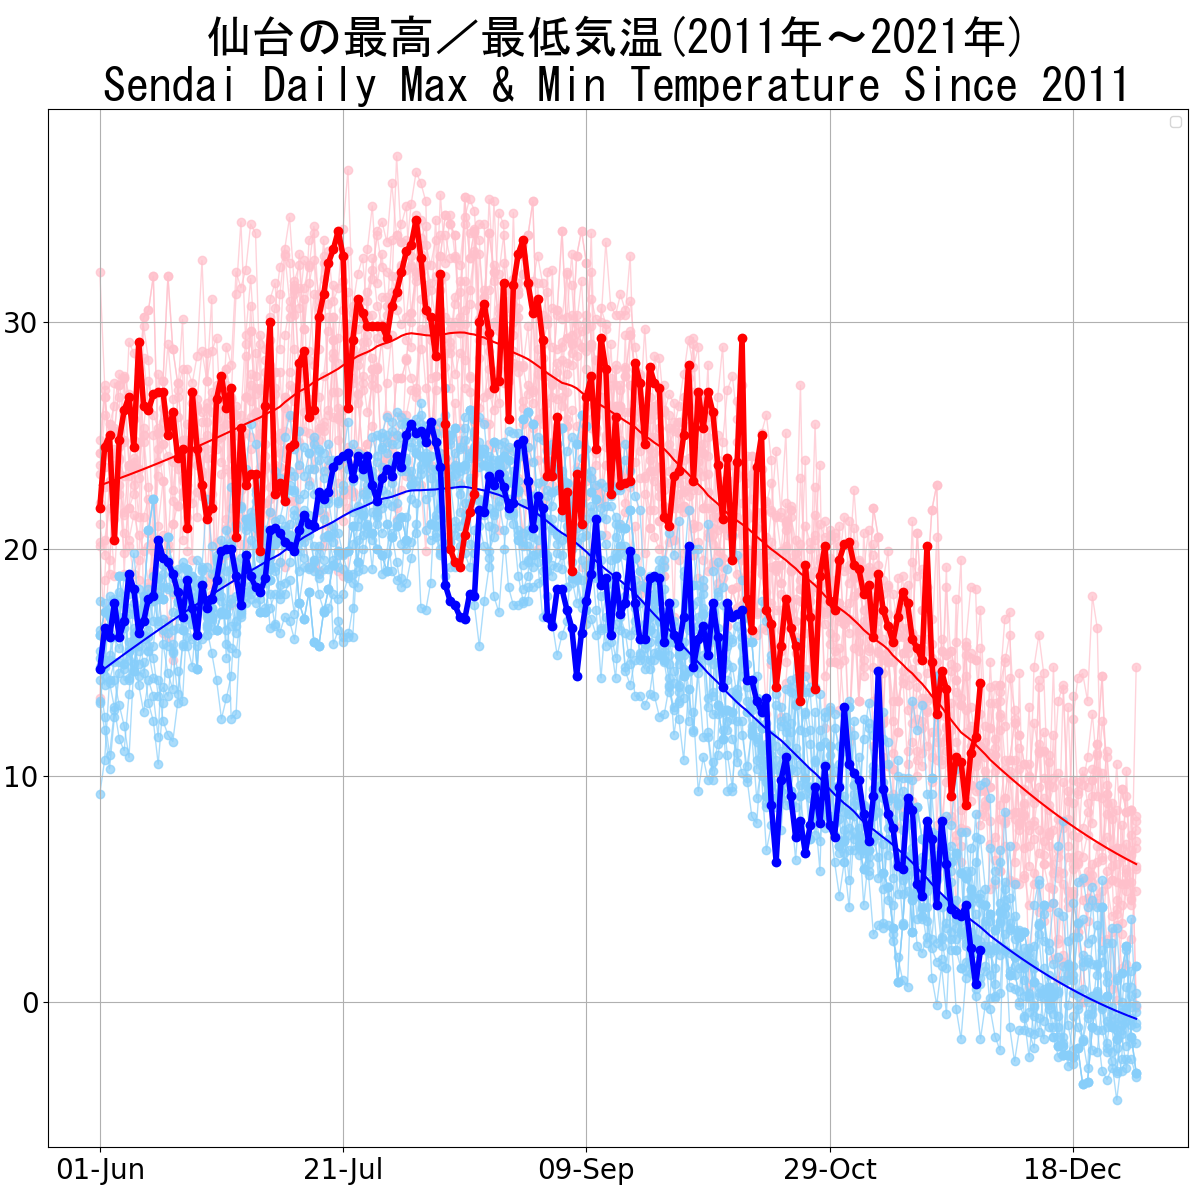 仙台の最高／最低気温(2011年～2021年)
Sendai Daily Max & Min Temperature Since 2011
30
20
10
0
01-Jun 21-Jul 09-Sep 29-Oct 18-Dec